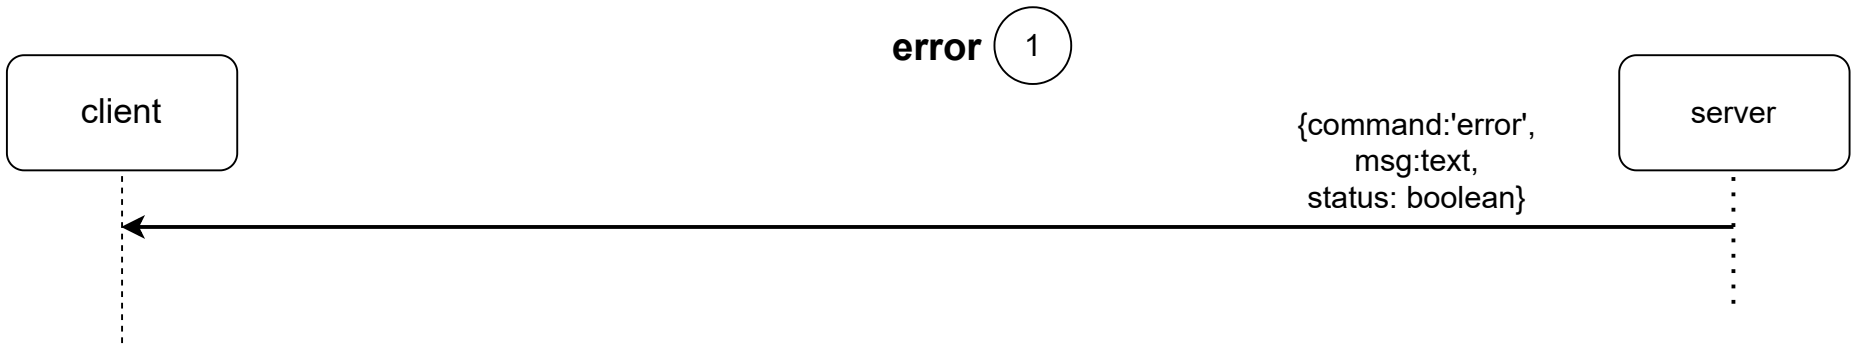 error 1
client
server
{command:'error',
msg:text,
status: boolean}